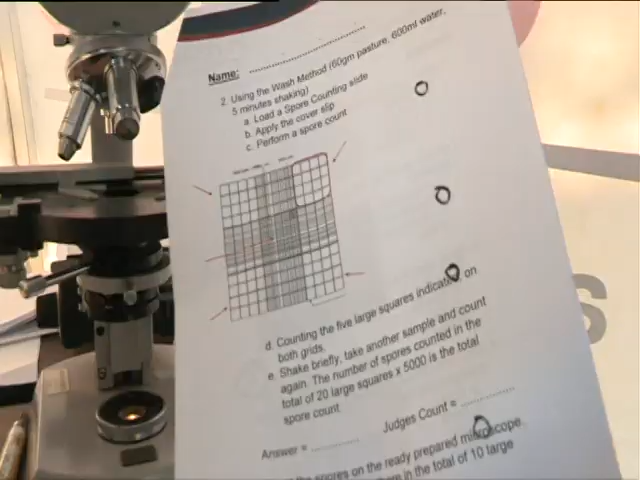 Name: ..............................
2. Using the Wash Method (60gm pasture, 600ml water,
5 minutes shaking)
a. Load a Spore Counting slide
b. Apply the cover slip
c. Perform a spore count
d. Counting the five large squares indicated on
both grids.
e. Shake briefly, take another sample and count
again. The number of spores counted in the
total of 20 large squares x 5000 is the total
spore count.
Answer = ............ Judges Count = ..............
spores on the ready prepared microscope
in the total of 10 large
S